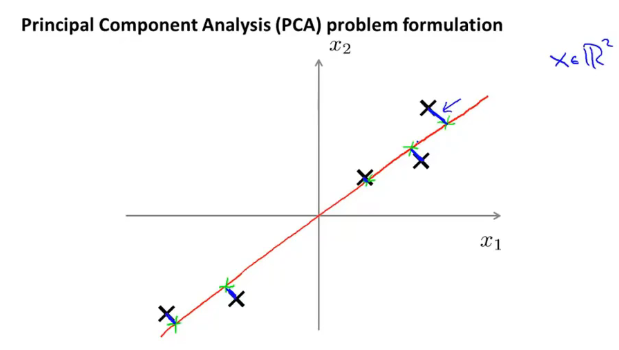 Principal Component Analysis (PCA) problem formulation
x₂
x ∈ ℝ²
x₁